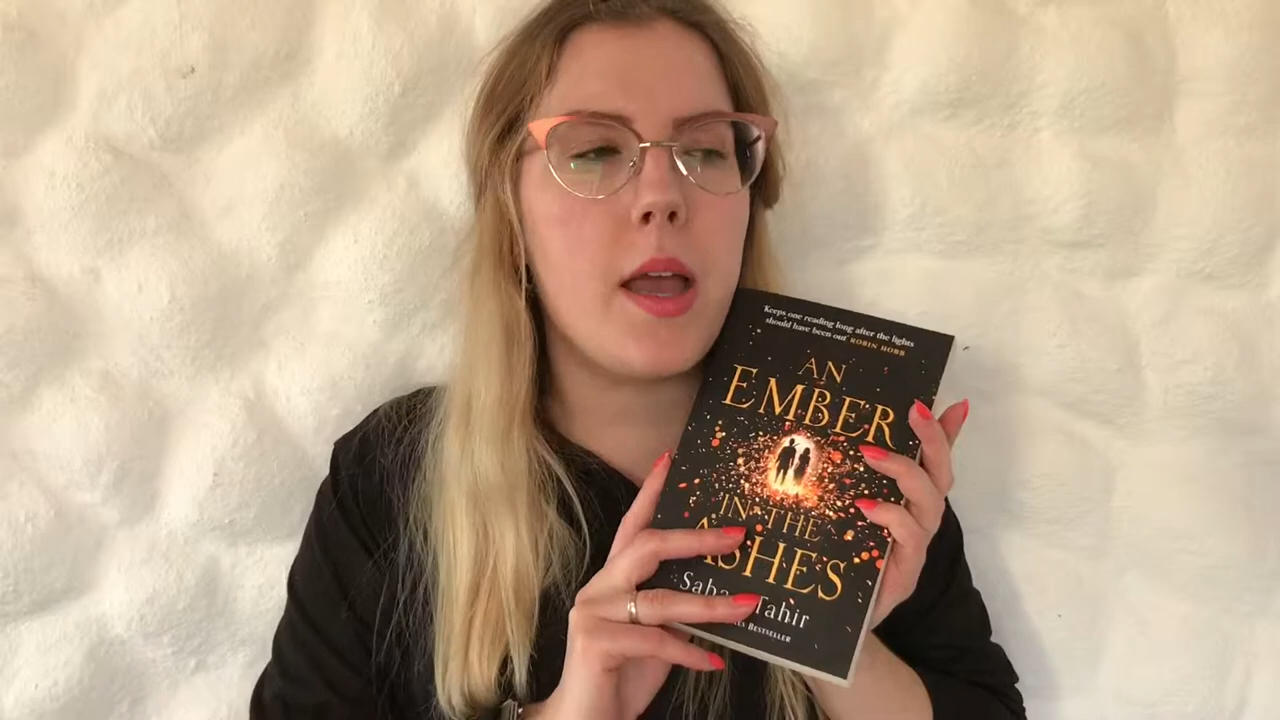 'Keeps one reading long after the lights
should have been out' ROBIN HOBB
AN
EMBER
IN THE
ASHES
Tahir
BESTSELLER